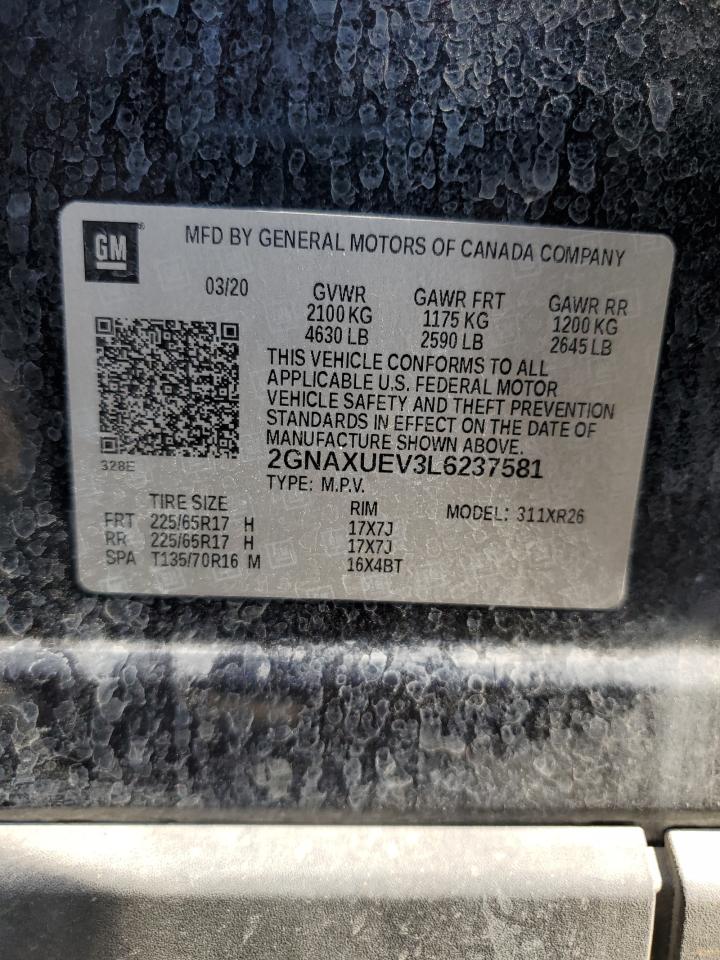 GM ® MFD BY GENERAL MOTORS OF CANADA COMPANY
03/20 GVWR GAWR FRT GAWR RR
2100 KG 1175 KG 1200 KG
4630 LB 2590 LB 2645 LB
THIS VEHICLE CONFORMS TO ALL
APPLICABLE U.S. FEDERAL MOTOR
VEHICLE SAFETY AND THEFT PREVENTION
STANDARDS IN EFFECT ON THE DATE OF
MANUFACTURE SHOWN ABOVE.
328E 2GNAXUEV3L6237581
TYPE: M.P.V.
TIRE SIZE RIM MODEL: 311XR26
FRT 225/65R17 H 17X7J
RR 225/65R17 H 17X7J
SPA T135/70R16 M 16X4BT